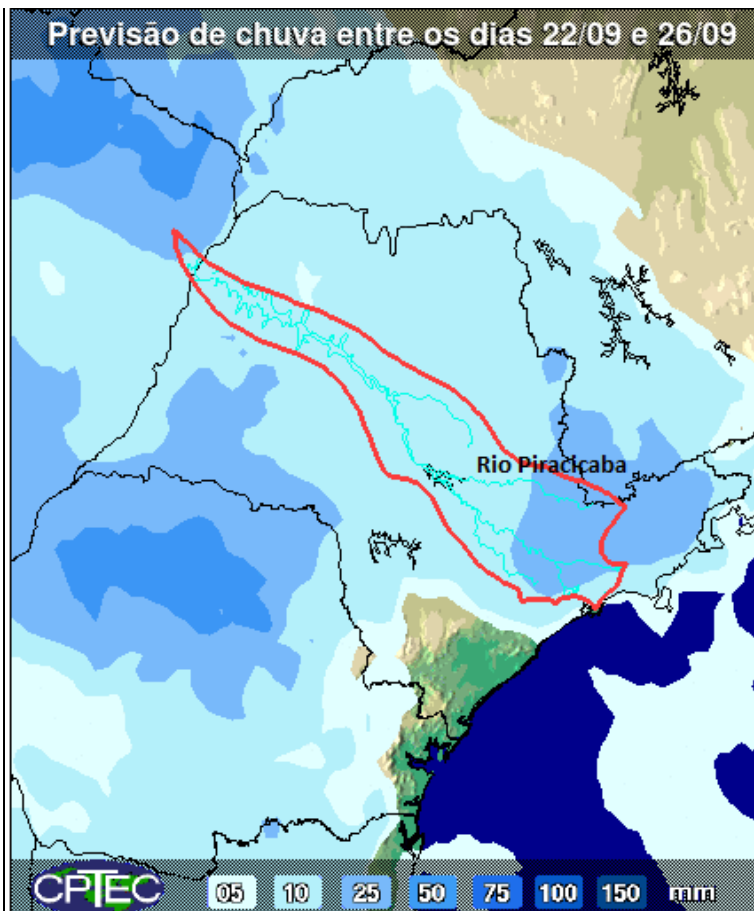 Previsão de chuva entre os dias 22/09 e 26/09
Rio Piracicaba
CPTEC 05 10 25 50 75 100 150 mm